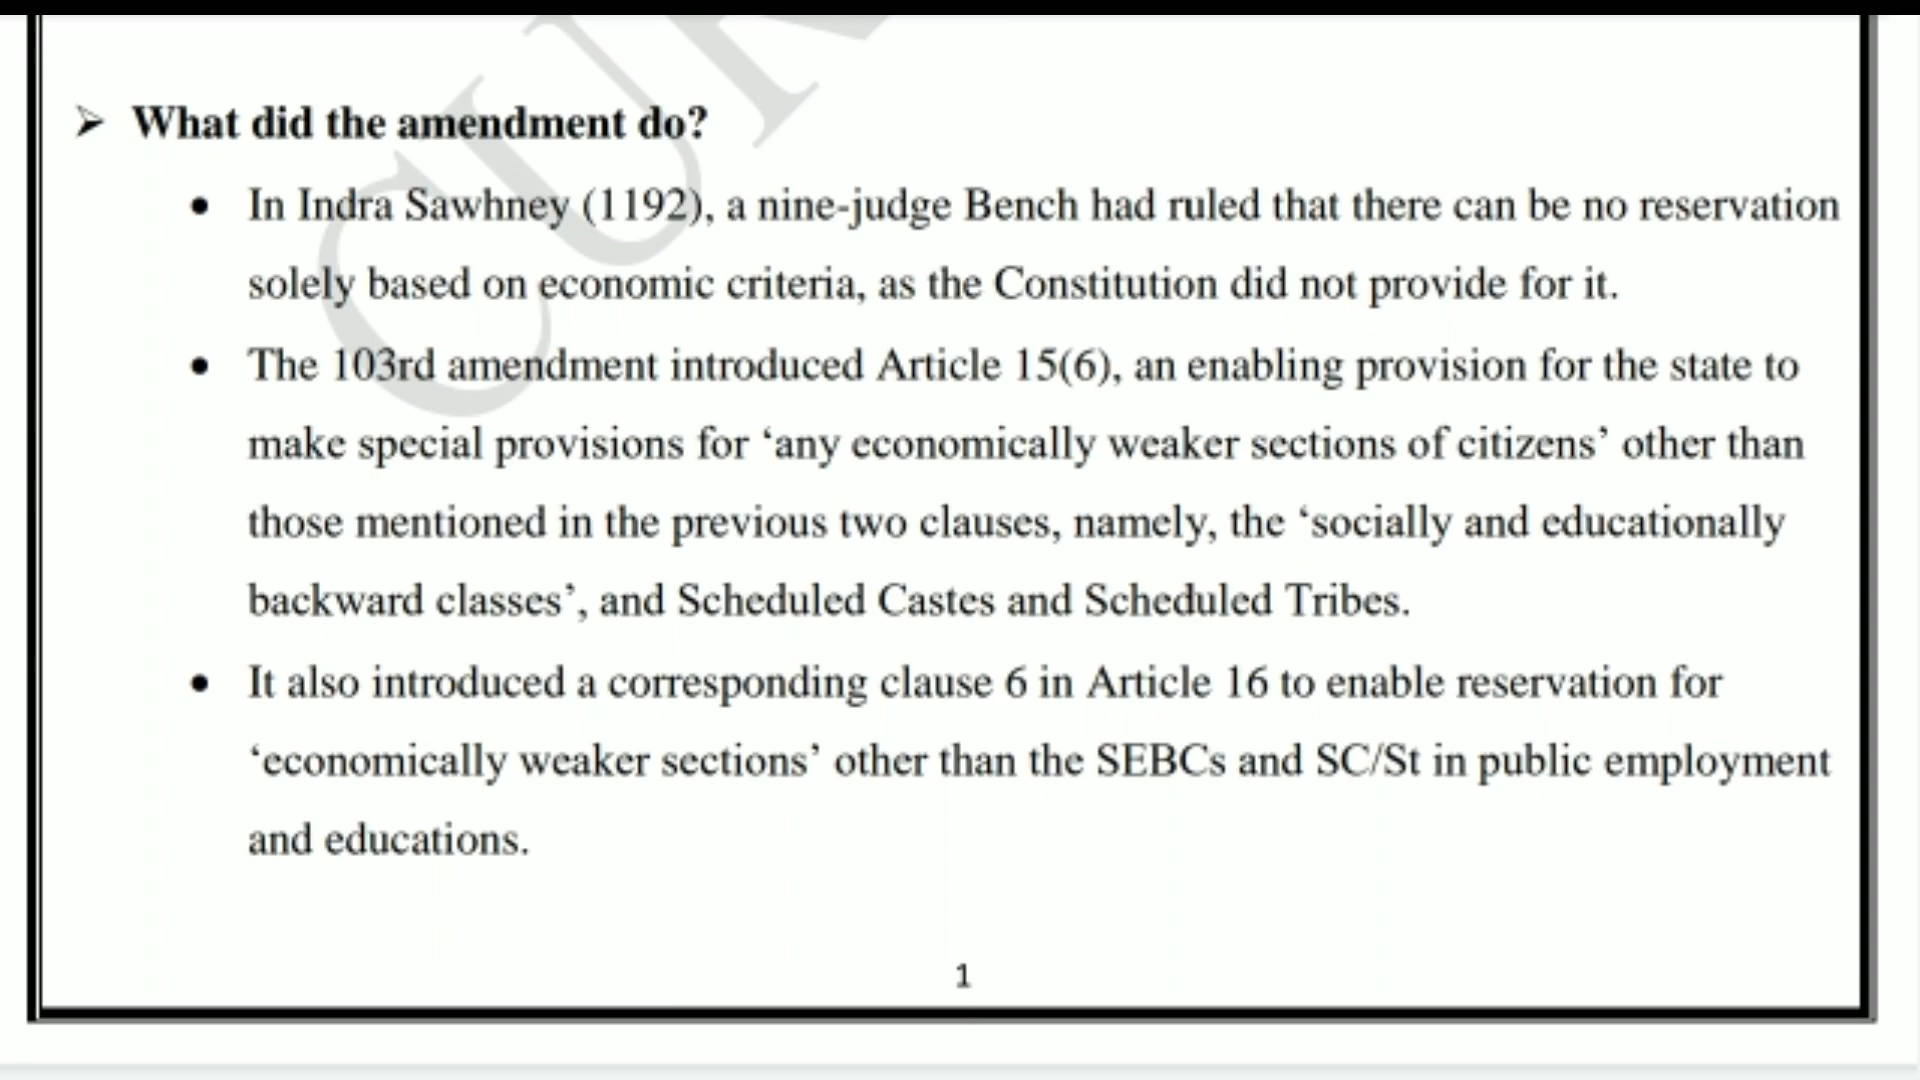 ➢ What did the amendment do?
• In Indra Sawhney (1192), a nine-judge Bench had ruled that there can be no reservation
solely based on economic criteria, as the Constitution did not provide for it.
• The 103rd amendment introduced Article 15(6), an enabling provision for the state to
make special provisions for ‘any economically weaker sections of citizens’ other than
those mentioned in the previous two clauses, namely, the ‘socially and educationally
backward classes’, and Scheduled Castes and Scheduled Tribes.
• It also introduced a corresponding clause 6 in Article 16 to enable reservation for
‘economically weaker sections’ other than the SEBCs and SC/St in public employment
and educations.
1